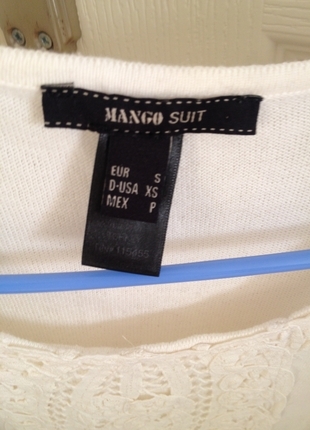 MANGO SUIT
EUR S
D-USA XS
MEX P